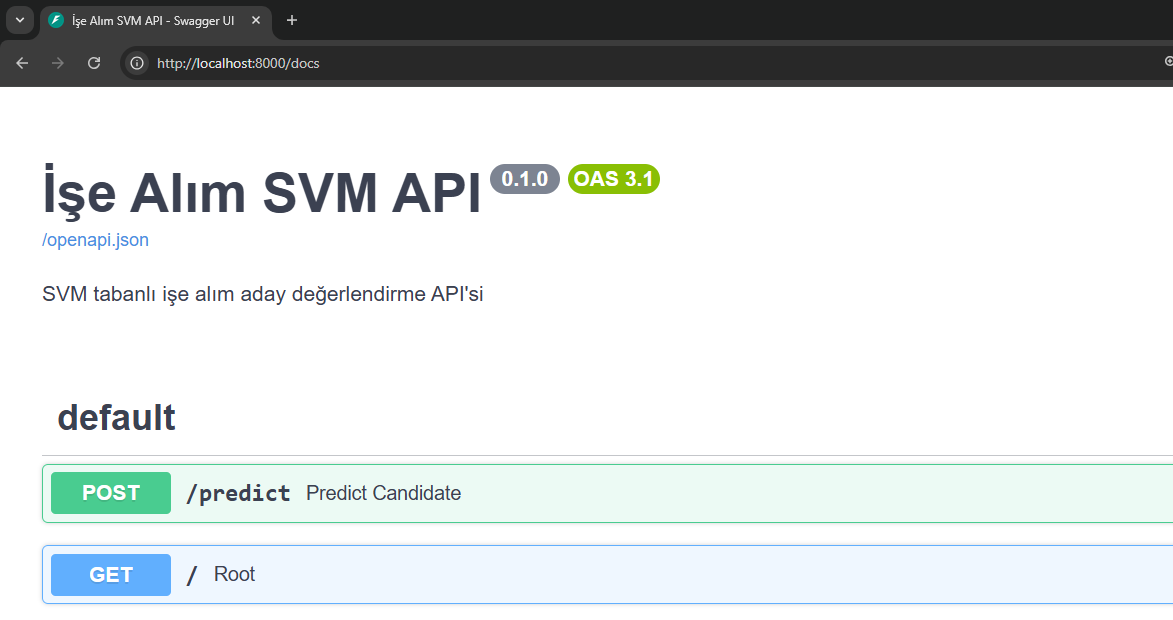 İşe Alım SVM API - Swagger UI
http://localhost:8000/docs
İşe Alım SVM API 0.1.0 OAS 3.1
/openapi.json
SVM tabanlı işe alım aday değerlendirme API'si
default
POST /predict Predict Candidate
GET / Root